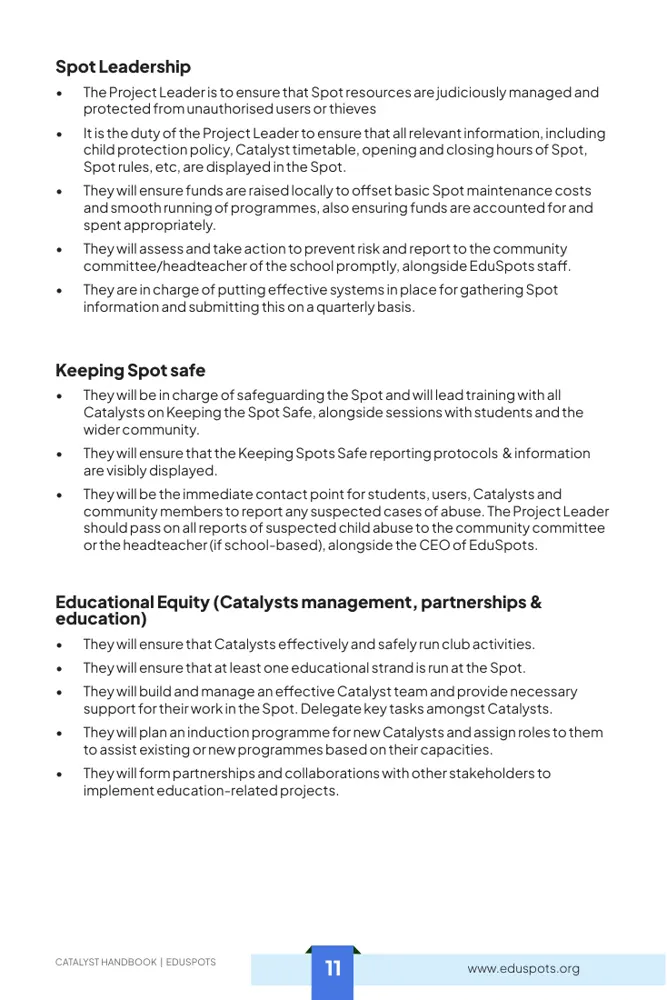 Spot Leadership
• The Project Leader is to ensure that Spot resources are judiciously managed and
protected from unauthorised users or thieves
• It is the duty of the Project Leader to ensure that all relevant information, including
child protection policy, Catalyst timetable, opening and closing hours of Spot,
Spot rules, etc, are displayed in the Spot.
• They will ensure funds are raised locally to offset basic Spot maintenance costs
and smooth running of programmes, also ensuring funds are accounted for and
spent appropriately.
• They will assess and take action to prevent risk and report to the community
committee/headteacher of the school promptly, alongside EduSpots staff.
• They are in charge of putting effective systems in place for gathering Spot
information and submitting this on a quarterly basis.
Keeping Spot safe
• They will be in charge of safeguarding the Spot and will lead training with all
Catalysts on Keeping the Spot Safe, alongside sessions with students and the
wider community.
• They will ensure that the Keeping Spots Safe reporting protocols & information
are visibly displayed.
• They will be the immediate contact point for students, users, Catalysts and
community members to report any suspected cases of abuse. The Project Leader
should pass on all reports of suspected child abuse to the community committee
or the headteacher (if school-based), alongside the CEO of EduSpots.
Educational Equity (Catalysts management, partnerships &
education)
• They will ensure that Catalysts effectively and safely run club activities.
• They will ensure that at least one educational strand is run at the Spot.
• They will build and manage an effective Catalyst team and provide necessary
support for their work in the Spot. Delegate key tasks amongst Catalysts.
• They will plan an induction programme for new Catalysts and assign roles to them
to assist existing or new programmes based on their capacities.
• They will form partnerships and collaborations with other stakeholders to
implement education-related projects.
CATALYST HANDBOOK | EDUSPOTS
11
www.eduspots.org